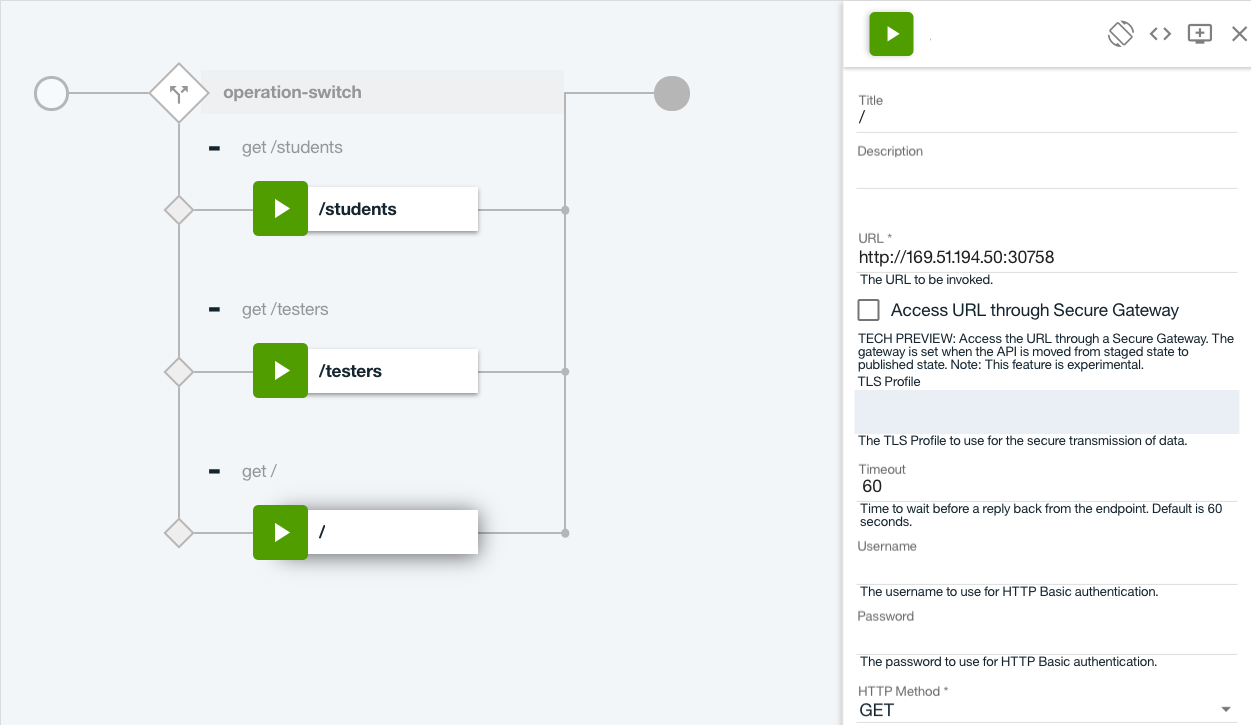 operation-switch
get /students
/students
get /testers
/testers
get /
/
Title
/
Description
URL *
http://169.51.194.50:30758
The URL to be invoked.
Access URL through Secure Gateway
TECH PREVIEW: Access the URL through a Secure Gateway. The
gateway is set when the API is moved from staged state to
published state. Note: This feature is experimental.
TLS Profile
The TLS Profile to use for the secure transmission of data.
Timeout
60
Time to wait before a reply back from the endpoint. Default is 60
seconds.
Username
The username to use for HTTP Basic authentication.
Password
The password to use for HTTP Basic authentication.
HTTP Method *
GET